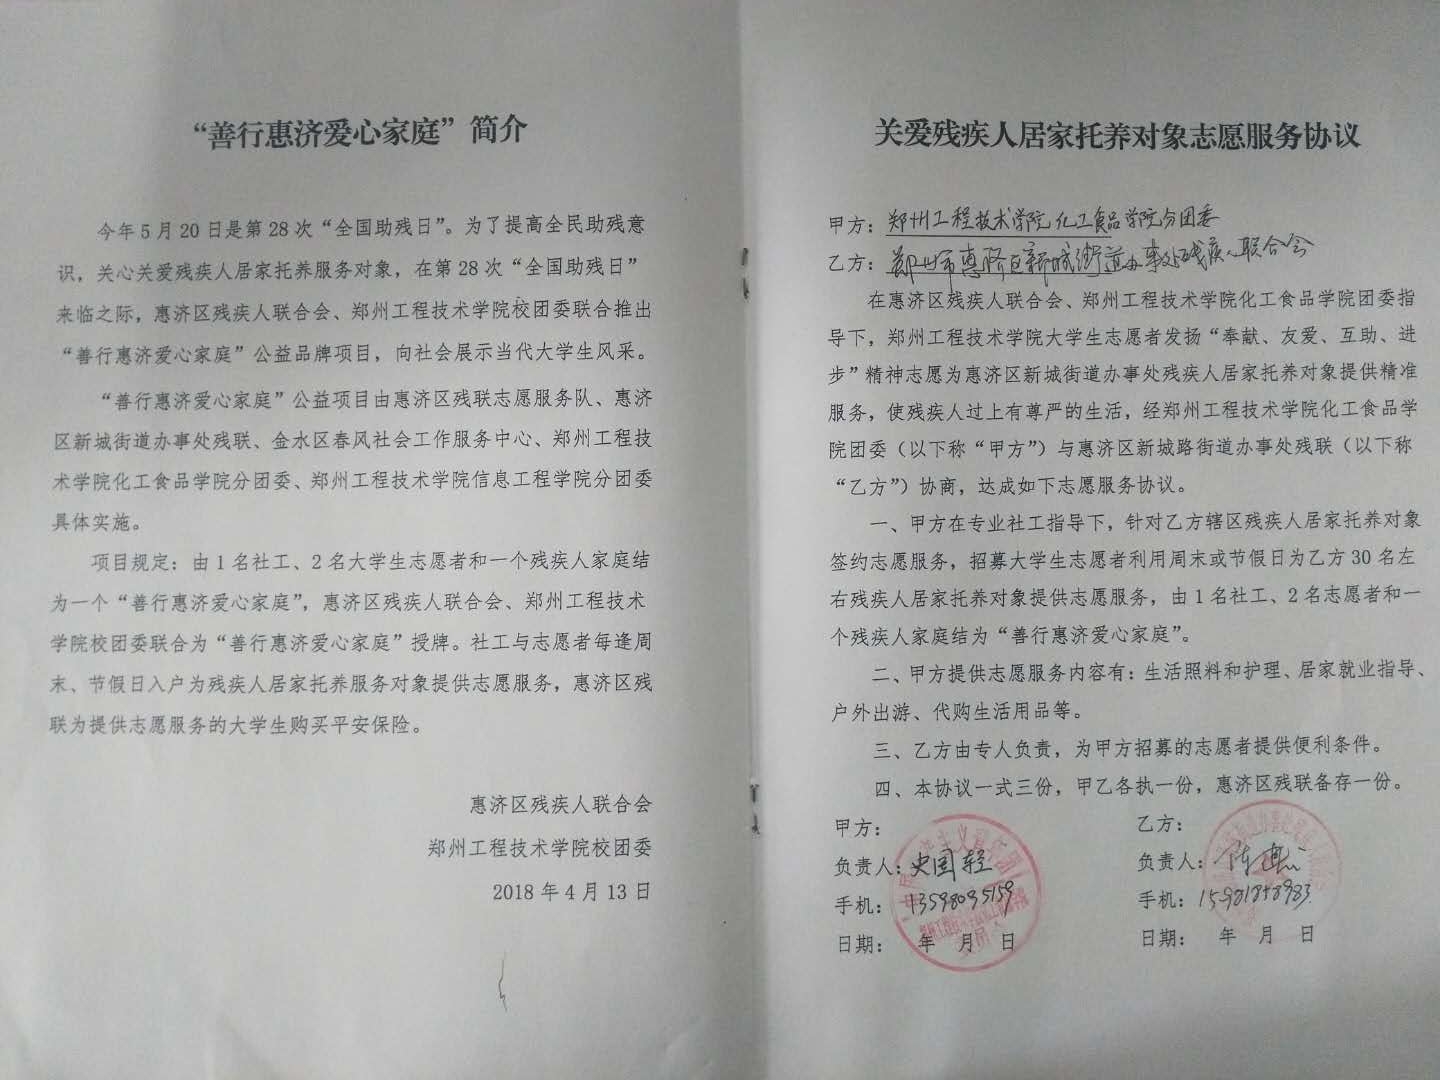 “善行惠济爱心家庭”简介
今年5月20日是第28次“全国助残日”。为了提高全民助残意
识，关心关爱残疾人居家托养服务对象，在第28次“全国助残日”
来临之际，惠济区残疾人联合会、郑州工程技术学院校团委联合推出
“善行惠济爱心家庭”公益品牌项目，向社会展示当代大学生风采。
“善行惠济爱心家庭”公益项目由惠济区残联志愿服务队、惠济
区新城街道办事处残联、金水区春风社会工作服务中心、郑州工程技
术学院化工食品学院分团委、郑州工程技术学院信息工程学院分团委
具体实施。
项目规定：由1名社工、2名大学生志愿者和一个残疾人家庭结
为一个“善行惠济爱心家庭”，惠济区残疾人联合会、郑州工程技术
学院校团委联合为“善行惠济爱心家庭”授牌。社工与志愿者每逢周
末、节假日入户为残疾人居家托养服务对象提供志愿服务，惠济区残
联为提供志愿服务的大学生购买平安保险。
惠济区残疾人联合会
郑州工程技术学院校团委
2018年4月13日
关爱残疾人居家托养对象志愿服务协议
甲方：郑州工程技术学院化工食品学院分团委
乙方：郑州市惠济区新城街道办事处残疾人联合会
在惠济区残疾人联合会、郑州工程技术学院化工食品学院团委指
导下，郑州工程技术学院大学生志愿者发扬“奉献、友爱、互助、进
步”精神志愿为惠济区新城街道办事处残疾人居家托养对象提供精准
服务，使残疾人过上有尊严的生活，经郑州工程技术学院化工食品学
院团委（以下称“甲方”）与惠济区新城路街道办事处残联（以下称
“乙方”）协商，达成如下志愿服务协议。
一、甲方在专业社工指导下，针对乙方辖区残疾人居家托养对象
签约志愿服务，招募大学生志愿者利用周末或节假日为乙方30名左
右残疾人居家托养对象提供志愿服务，由1名社工、2名志愿者和一
个残疾人家庭结为“善行惠济爱心家庭”。
二、甲方提供志愿服务内容有：生活照料和护理、居家就业指导、
户外出游、代购生活用品等。
三、乙方由专人负责，为甲方招募的志愿者提供便利条件。
四、本协议一式三份，甲乙各执一份，惠济区残联备存一份。
甲方：
负责人：史国轻
手机：13598095159
日期： 年 月 日
乙方：
负责人：陈
手机：15981858983
日期： 年 月 日